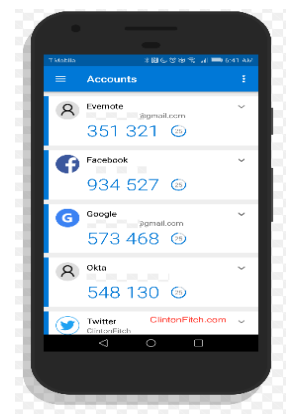 T-Mobile 6:41 AM
Accounts
Evernote
@gmail.com
351 321 25
Facebook
934 527 25
G Google
@gmail.com
573 468 25
Okta
548 130 25
Twitter ClintonFitch.com
ClintonFitch